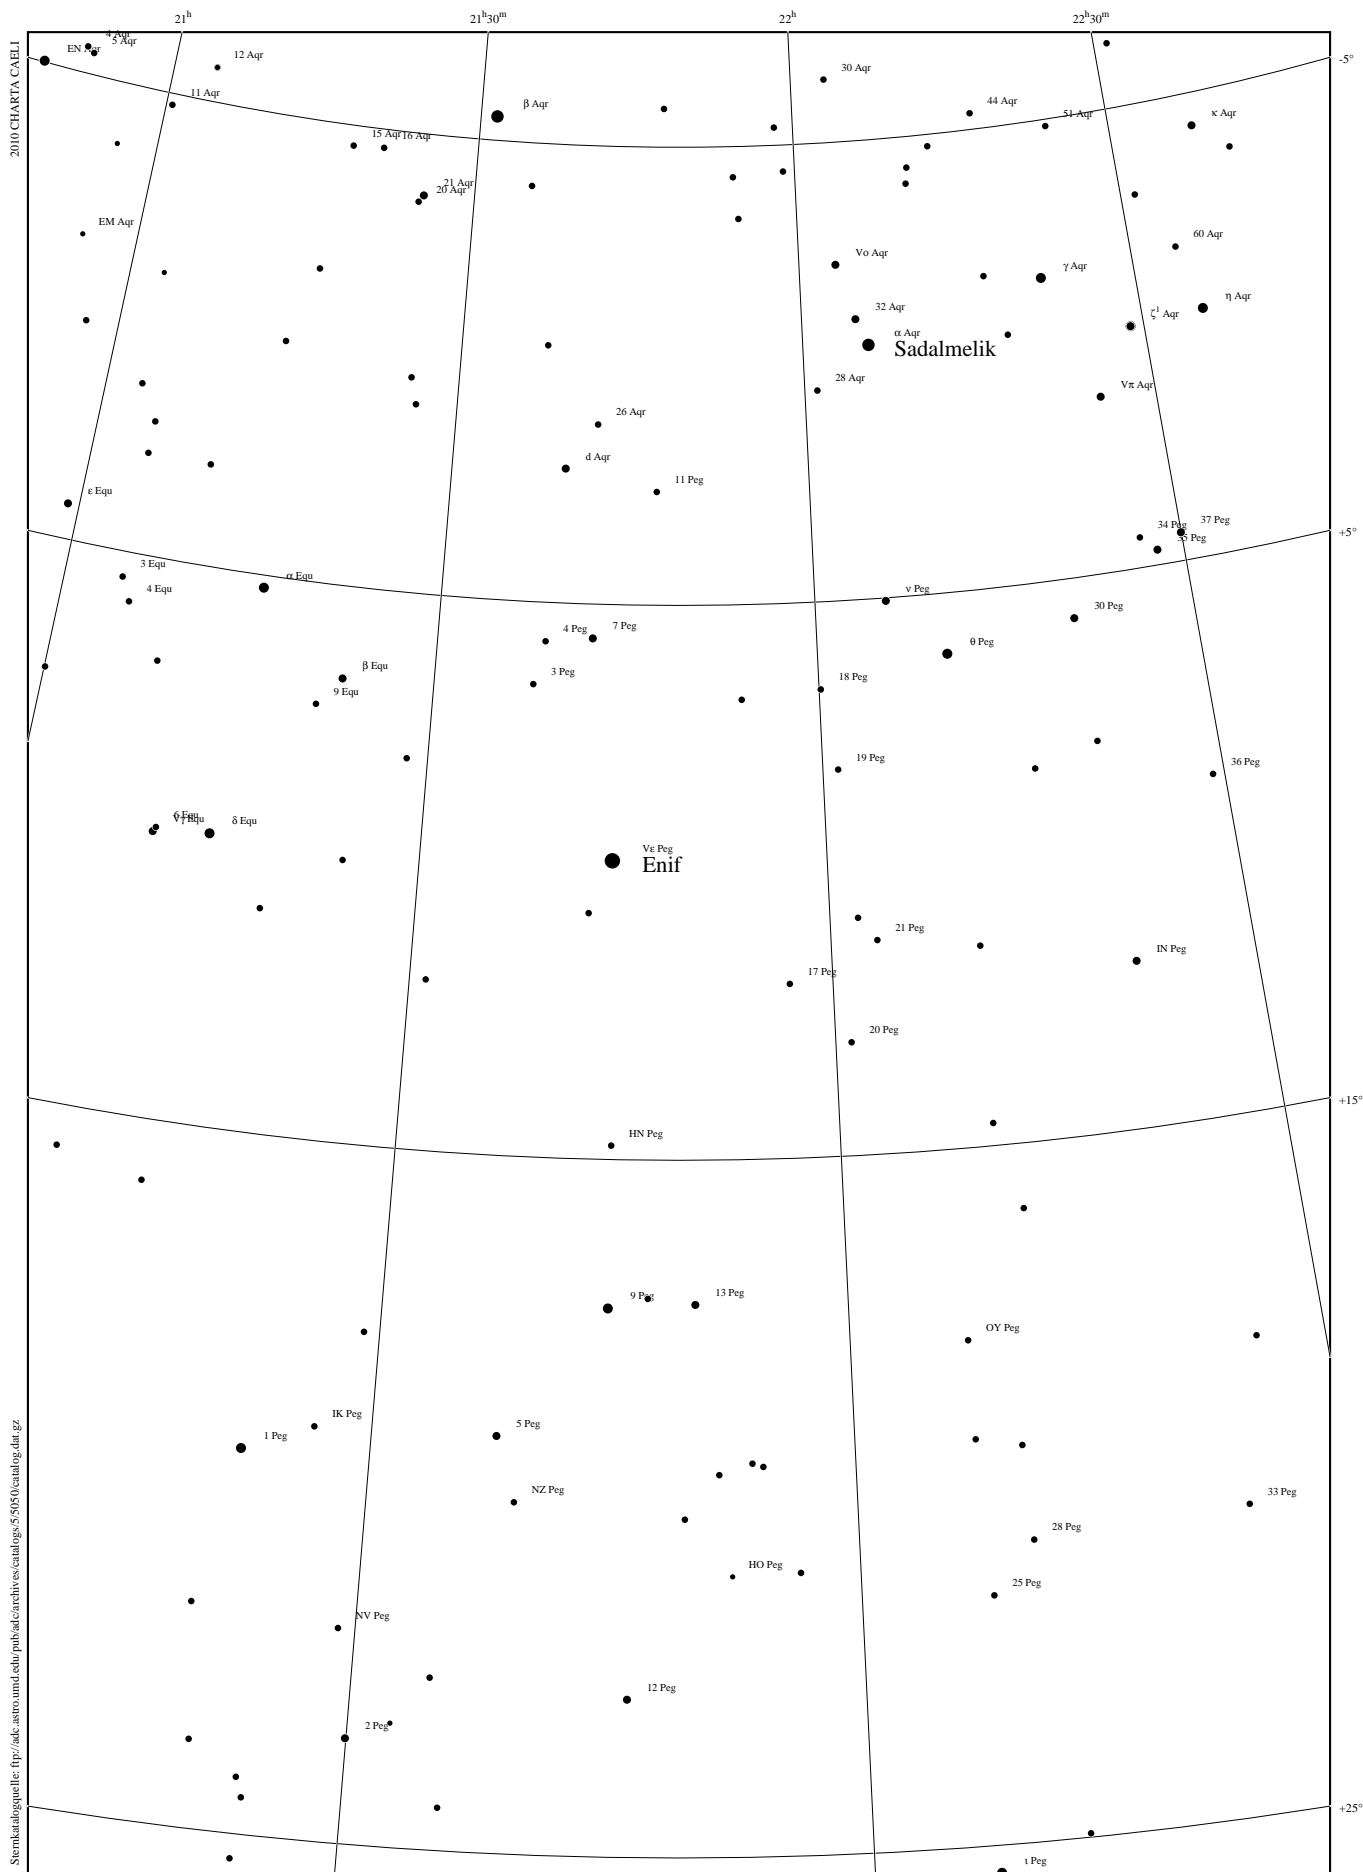 21h
21h30m
22h
22h30m
4 Aqr
5 Aqr
EN Aqr
12 Aqr
-5°
30 Aqr
11 Aqr
β Aqr
44 Aqr
51 Aqr
κ Aqr
2010 CHARTA CAELI
15 Aqr
16 Aqr
21 Aqr
20 Aqr
EM Aqr
60 Aqr
Vo Aqr
γ Aqr
η Aqr
32 Aqr
ζ1 Aqr
α Aqr
Sadalmelik
28 Aqr
Vπ Aqr
26 Aqr
d Aqr
11 Peg
ε Equ
34 Peg
37 Peg
35 Peg
+5°
3 Equ
α Equ
4 Equ
ν Peg
30 Peg
4 Peg
7 Peg
θ Peg
β Equ
3 Peg
18 Peg
9 Equ
19 Peg
36 Peg
6 Equ
Vγ Equ
δ Equ
Vε Peg
Enif
21 Peg
IN Peg
17 Peg
20 Peg
+15°
HN Peg
9 Peg
13 Peg
OY Peg
IK Peg
1 Peg
5 Peg
NZ Peg
33 Peg
28 Peg
HO Peg
25 Peg
NV Peg
12 Peg
2 Peg
+25°
ι Peg
Sternkatalogquelle: ftp://adc.astro.umd.edu/pub/adc/archives/catalogs/5/5050/catalog.dat.gz